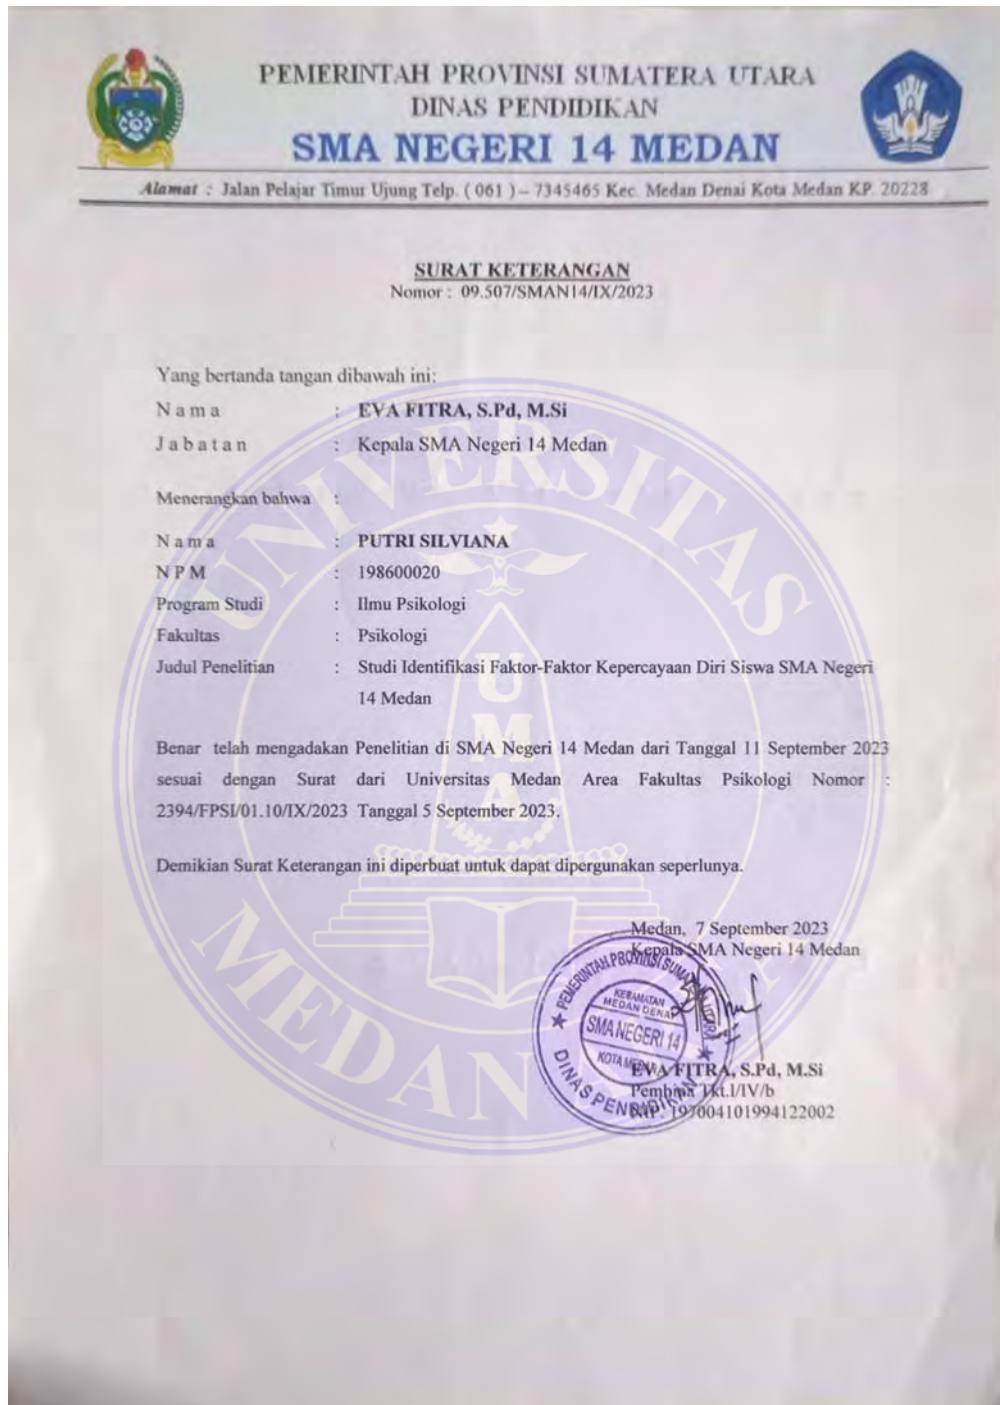 PEMERINTAH PROVINSI SUMATERA UTARA
DINAS PENDIDIKAN
SMA NEGERI 14 MEDAN
Alamat : Jalan Pelajar Timur Ujung Telp. ( 061 ) – 7345465 Kec. Medan Denai Kota Medan KP. 20228
SURAT KETERANGAN
Nomor : 09.507/SMAN14/IX/2023
Yang bertanda tangan dibawah ini:
N a m a : EVA FITRA, S.Pd, M.Si
J a b a t a n : Kepala SMA Negeri 14 Medan
Menerangkan bahwa :
N a m a : PUTRI SILVIANA
N P M : 198600020
Program Studi : Ilmu Psikologi
Fakultas : Psikologi
Judul Penelitian : Studi Identifikasi Faktor-Faktor Kepercayaan Diri Siswa SMA Negeri
14 Medan
Benar telah mengadakan Penelitian di SMA Negeri 14 Medan dari Tanggal 11 September 2023
sesuai dengan Surat dari Universitas Medan Area Fakultas Psikologi Nomor :
2394/FPSI/01.10/IX/2023 Tanggal 5 September 2023.
Demikian Surat Keterangan ini diperbuat untuk dapat dipergunakan seperlunya.
Medan, 7 September 2023
Kepala SMA Negeri 14 Medan
PEMERINTAH PROVINSI SUMATERA UTARA
KECAMATAN
MEDAN DENAI
SMA NEGERI 14
KOTA MEDAN
DINAS PENDIDIKAN
EVA FITRA, S.Pd, M.Si
Pembina Tkt.I/IV/b
NIP. 197004101994122002
UNIVERSITAS
UMA
MEDAN